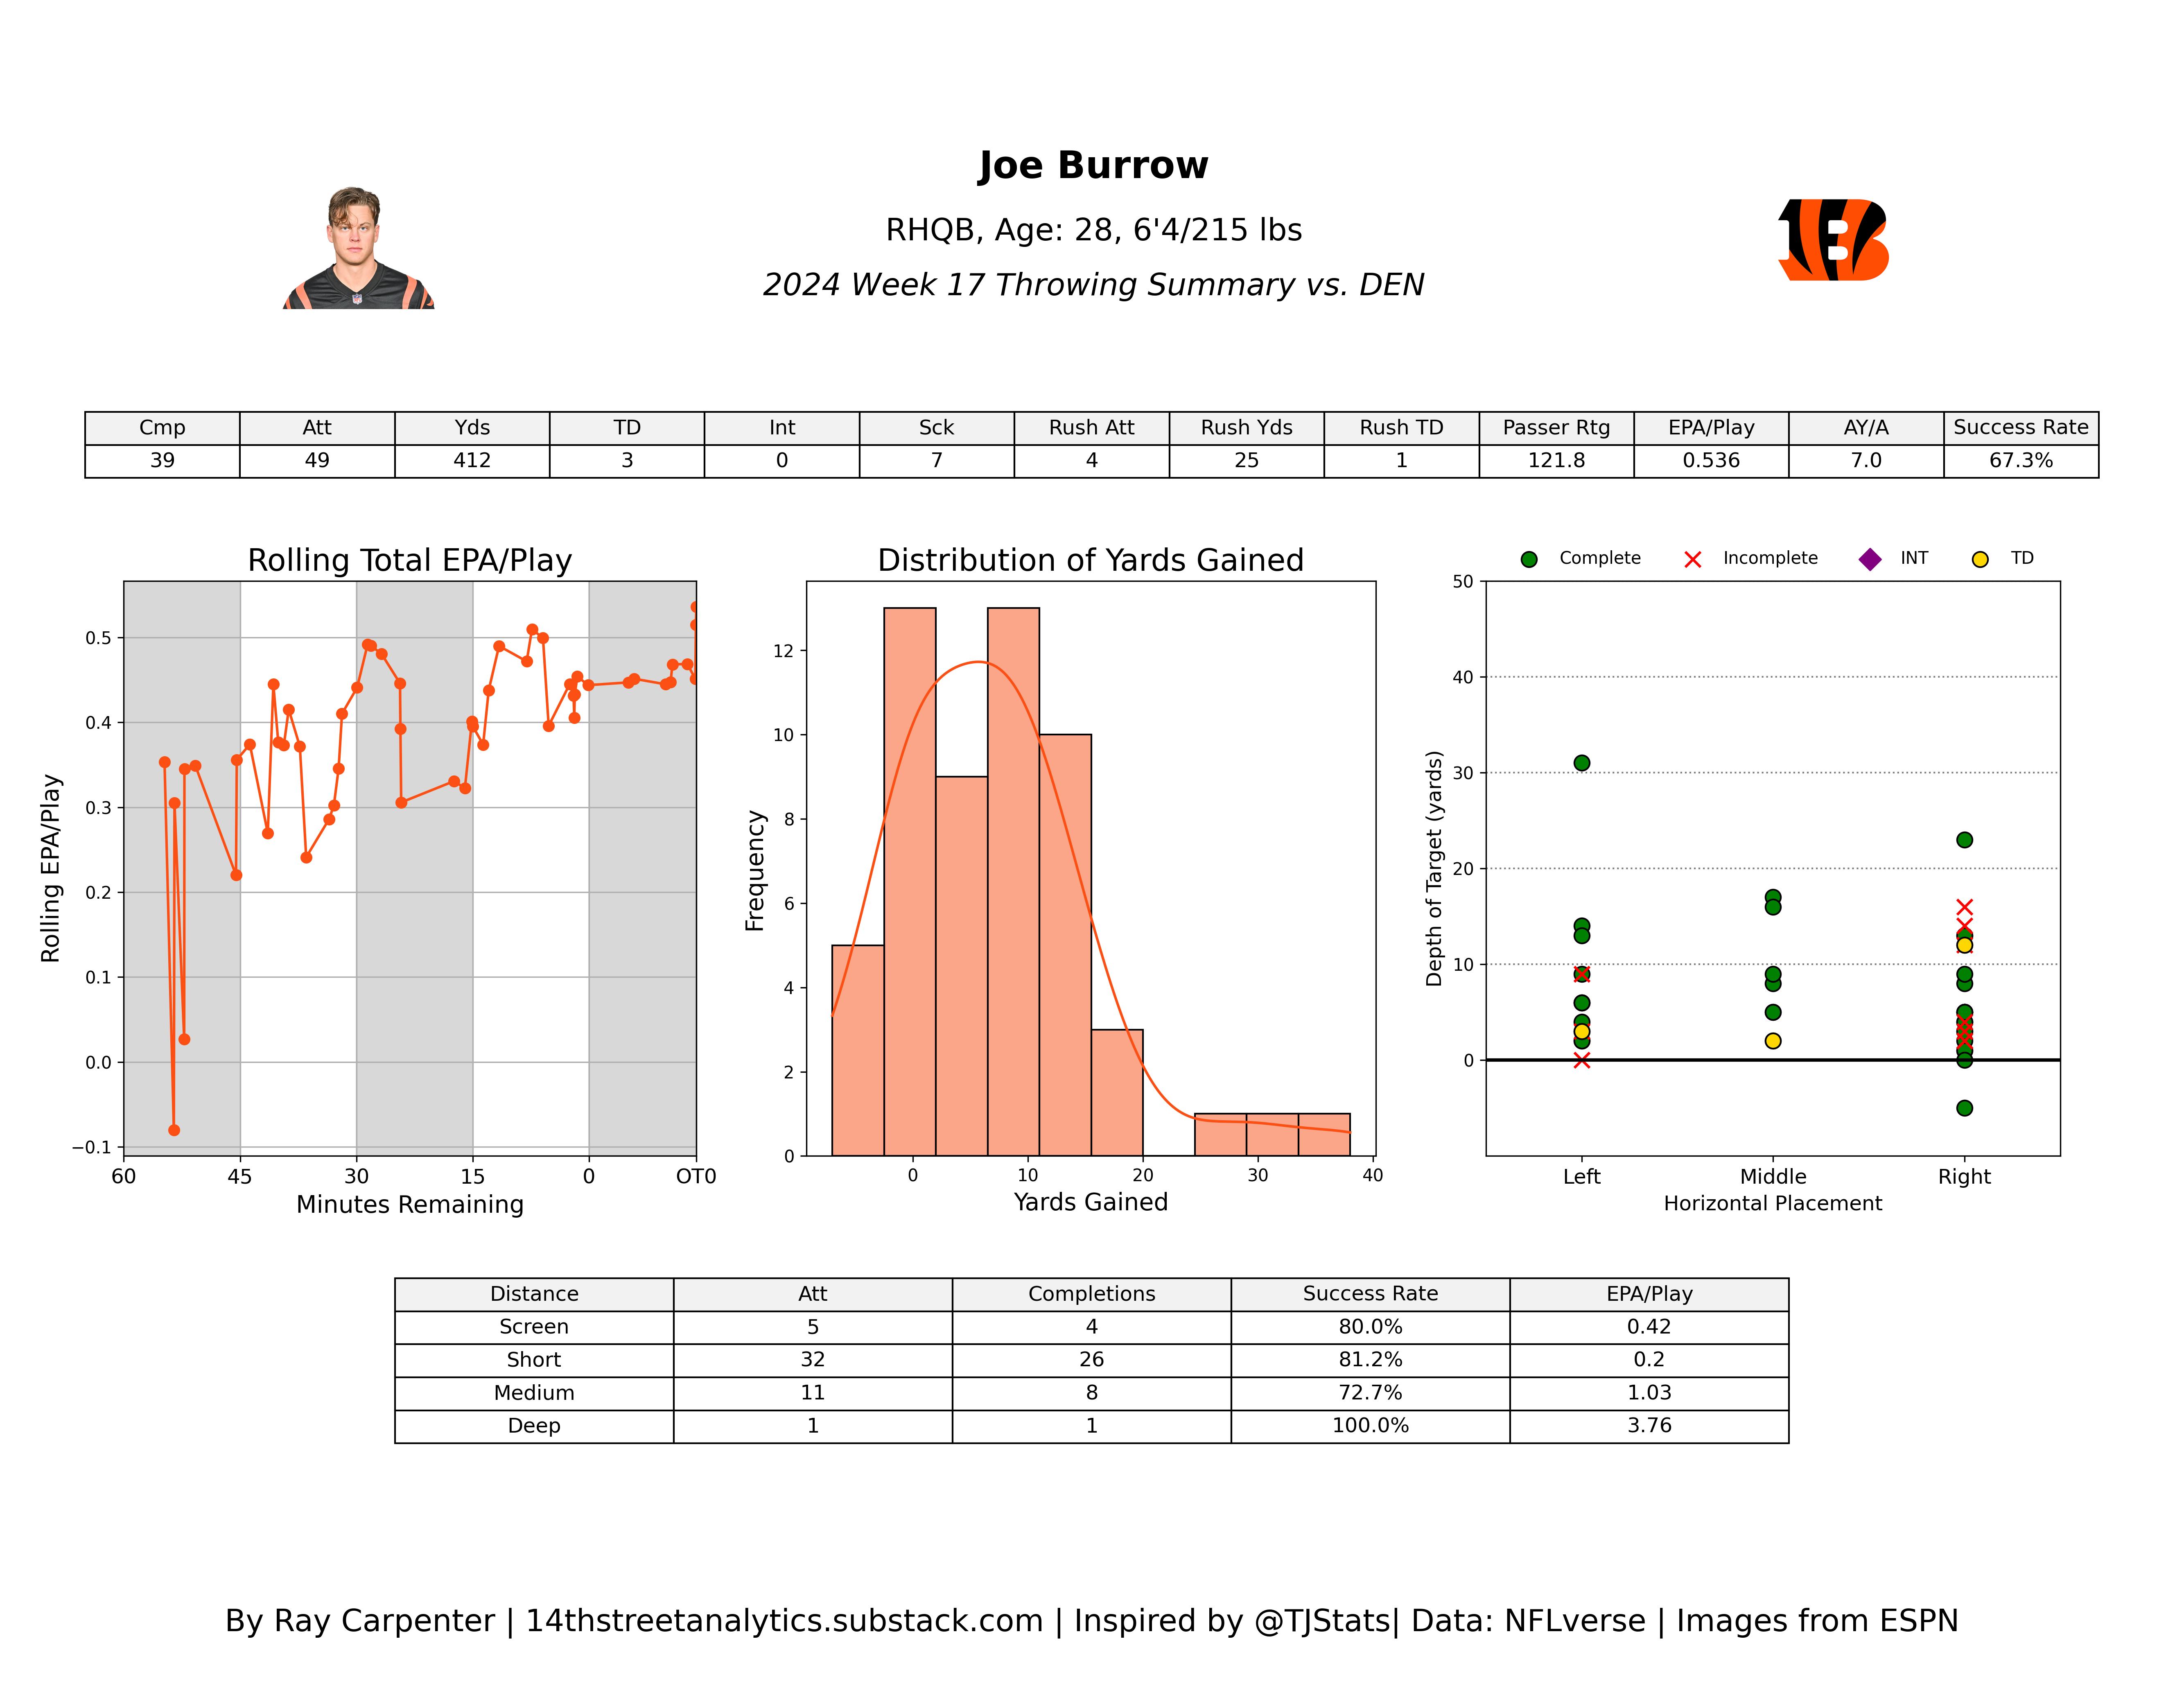 Joe Burrow
RHQB, Age: 28, 6'4/215 lbs
2024 Week 17 Throwing Summary vs. DEN
Cmp Att Yds TD Int Sck Rush Att Rush Yds Rush TD Passer Rtg EPA/Play AY/A Success Rate
39 49 412 3 0 7 4 25 1 121.8 0.536 7.0 67.3%
Rolling Total EPA/Play
Rolling EPA/Play
0.5
0.4
0.3
0.2
0.1
0.0
−0.1
60 45 30 15 0 OT0
Minutes Remaining
Distribution of Yards Gained
Frequency
12
10
8
6
4
2
0
0 10 20 30 40
Yards Gained
Complete Incomplete INT TD
Depth of Target (yards)
50
40
30
20
10
0
Left Middle Right
Horizontal Placement
Distance Att Completions Success Rate EPA/Play
Screen 5 4 80.0% 0.42
Short 32 26 81.2% 0.2
Medium 11 8 72.7% 1.03
Deep 1 1 100.0% 3.76
By Ray Carpenter | 14thstreetanalytics.substack.com | Inspired by @TJStats| Data: NFLverse | Images from ESPN